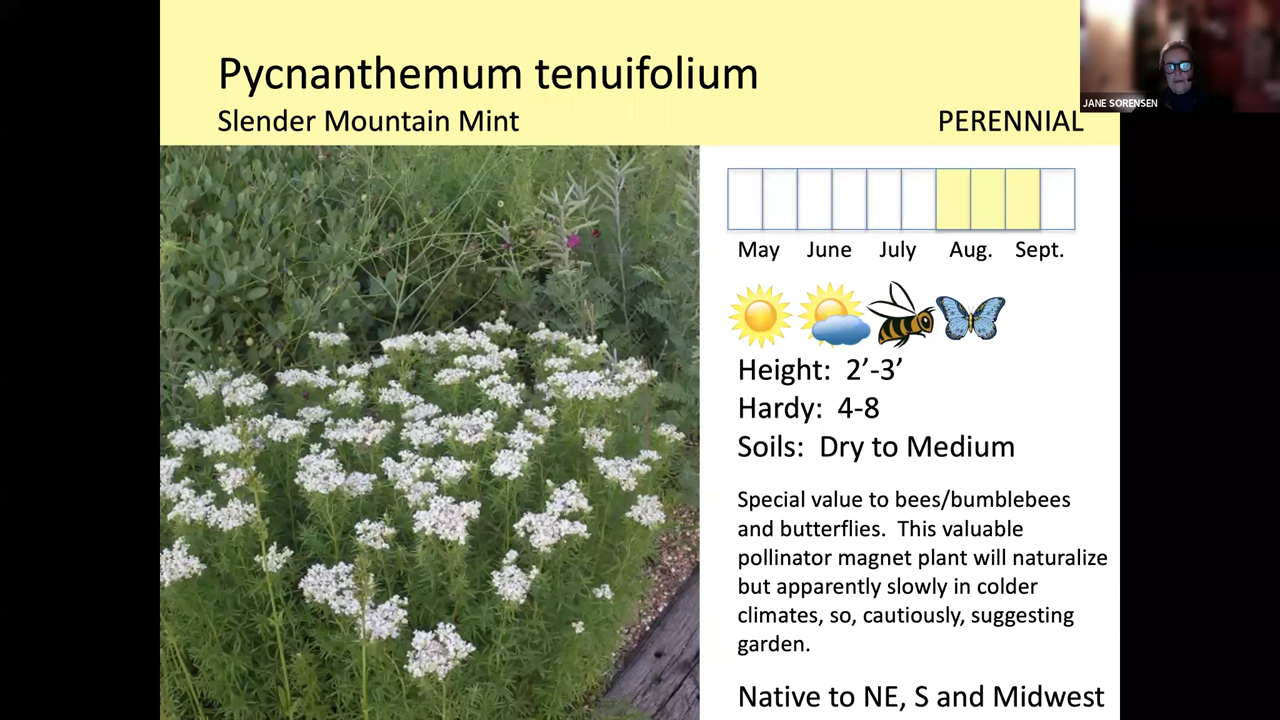 Pycnanthemum tenuifolium
Slender Mountain Mint
PERENNIAL
JANE SORENSEN
May June July Aug. Sept.
Height: 2’-3’
Hardy: 4-8
Soils: Dry to Medium
Special value to bees/bumblebees
and butterflies. This valuable
pollinator magnet plant will naturalize
but apparently slowly in colder
climates, so, cautiously, suggesting
garden.
Native to NE, S and Midwest